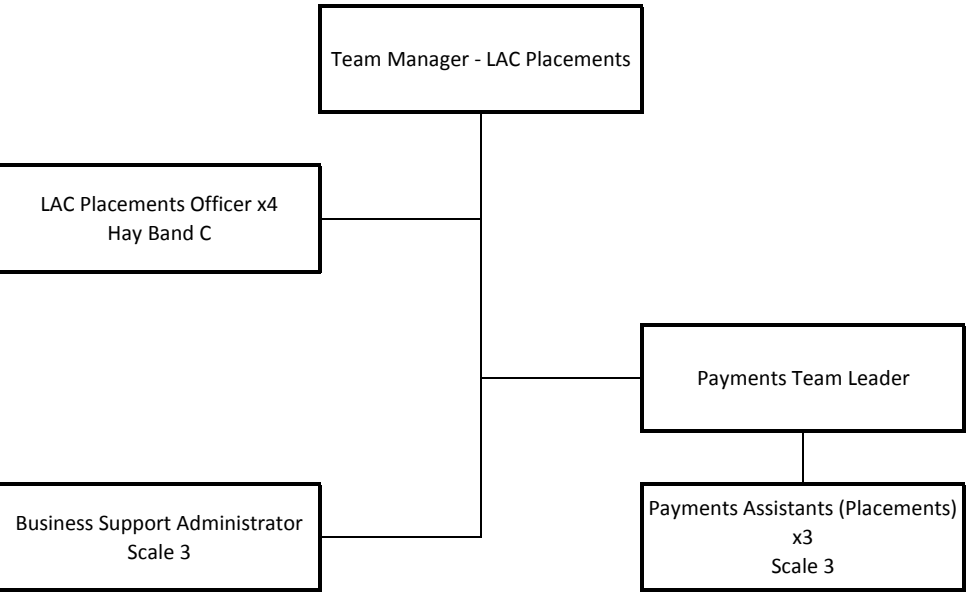 Team Manager - LAC Placements
LAC Placements Officer x4
Hay Band C
Payments Team Leader
Business Support Administrator
Scale 3
Payments Assistants (Placements)
x3
Scale 3